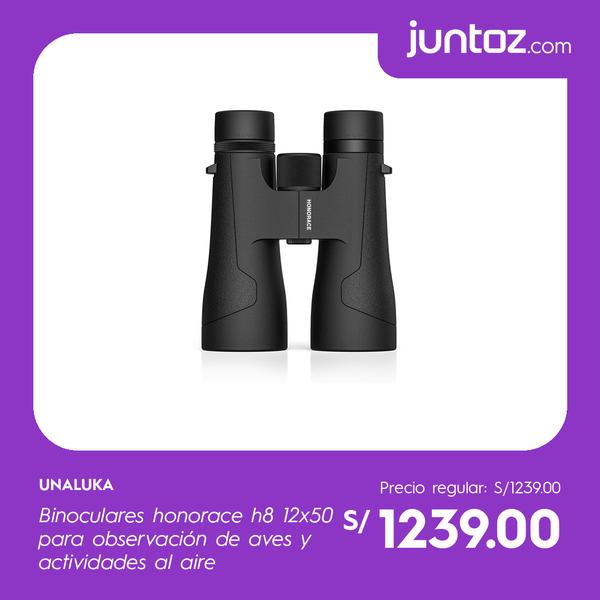 juntoz.com
HONORACE
UNALUKA
Binoculares honorace h8 12x50
para observación de aves y
actividades al aire
Precio regular: S/1239.00
S/ 1239.00